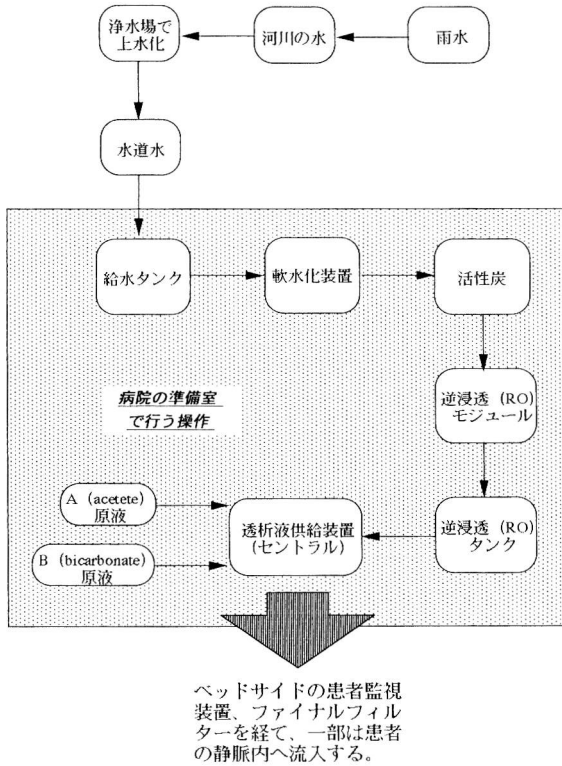 浄水場で
上水化
河川の水
雨水
水道水
給水タンク
軟水化装置
活性炭
逆浸透（RO）
モジュール
病院の準備室
で行う操作
A（acetete）
原液
B（bicarbonate）
原液
透析液供給装置
(セントラル)
逆浸透（RO）
タンク
ベッドサイドの患者監視
装置、ファイナルフィル
ターを経て、一部は患者
の静脈内へ流入する。